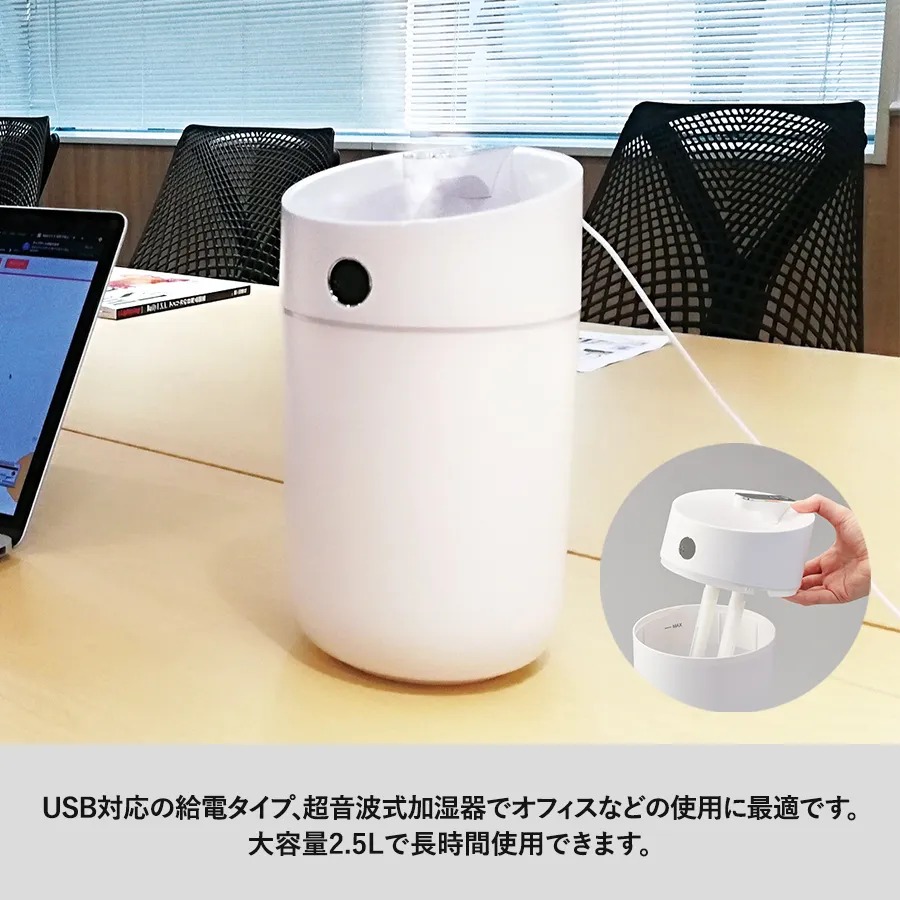 MAX
USB対応の給電タイプ、超音波式加湿器でオフィスなどの使用に最適です。
大容量2.5Lで長時間使用できます。